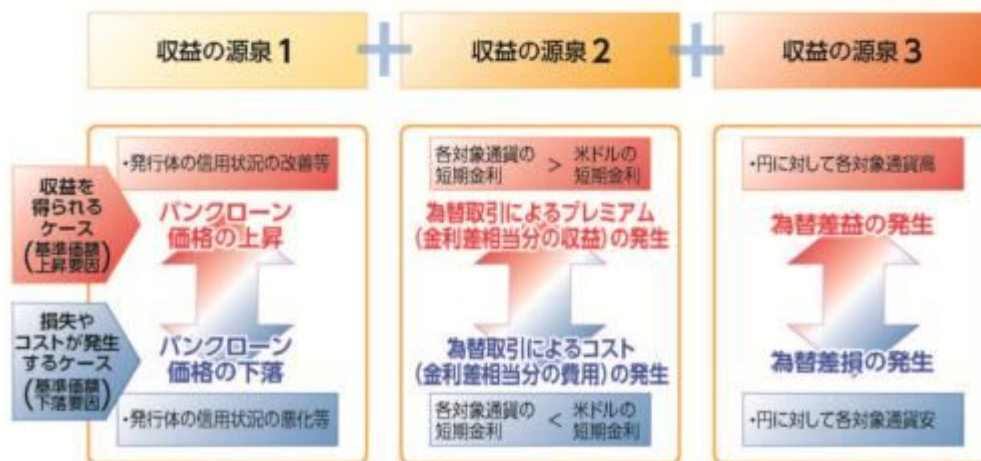 収益の源泉1
+
収益の源泉2
+
収益の源泉3
収益を
得られる
ケース
(基準価額
上昇要因)
損失や
コストが発生
するケース
(基準価額
下落要因)
・発行体の信用状況の改善等
バンクローン
価格の上昇
バンクローン
価格の下落
・発行体の信用状況の悪化等
各対象通貨の
短期金利
>
米ドルの
短期金利
為替取引によるプレミアム
(金利差相当分の収益)の発生
為替取引によるコスト
(金利差相当分の費用)の発生
各対象通貨の
短期金利
<
米ドルの
短期金利
・円に対して各対象通貨高
為替差益の発生
為替差損の発生
・円に対して各対象通貨安